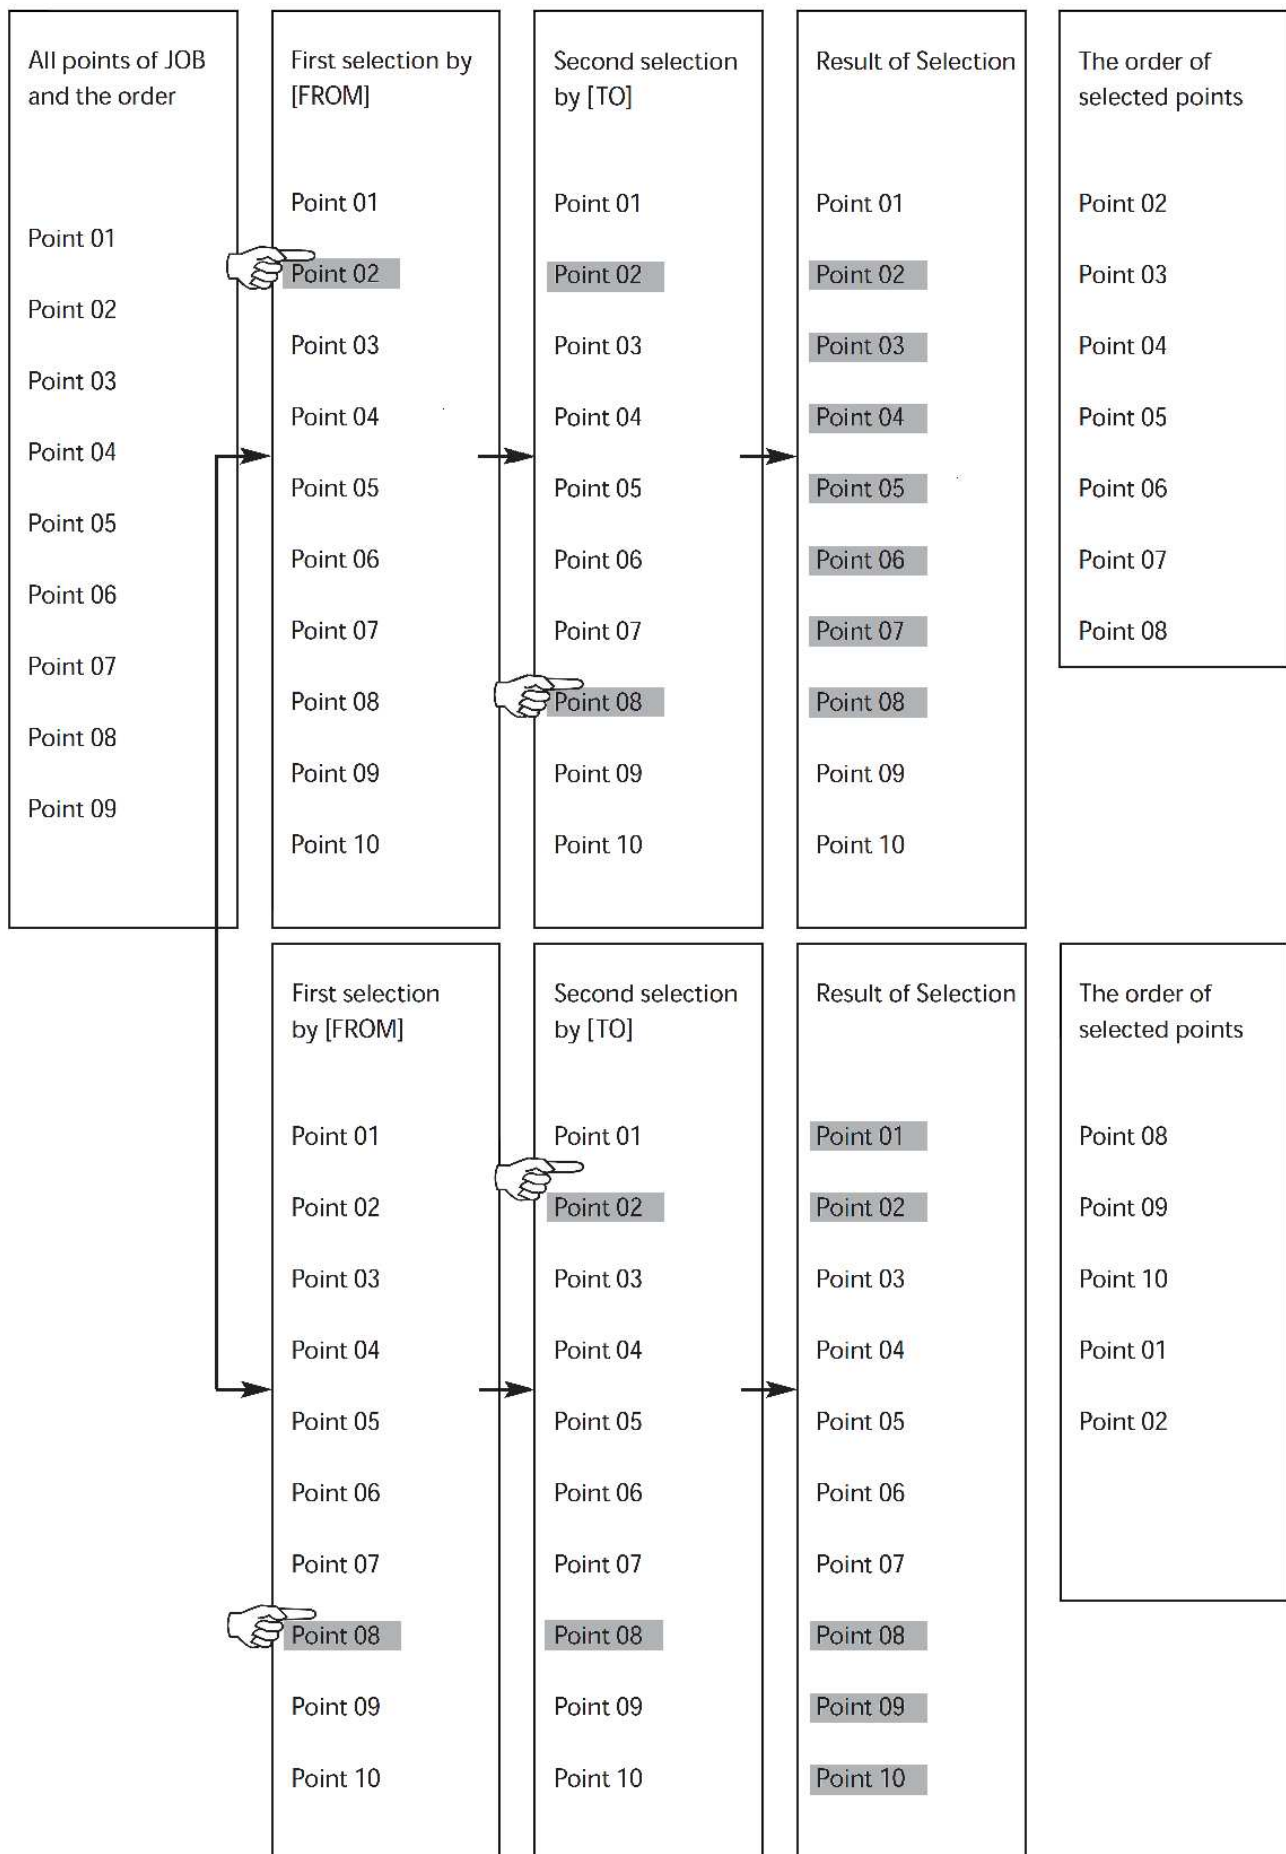 All points of JOB
and the order
Point 01
Point 02
Point 03
Point 04
Point 05
Point 06
Point 07
Point 08
Point 09
First selection by
[FROM]
Point 01
Point 02
Point 03
Point 04
Point 05
Point 06
Point 07
Point 08
Point 09
Point 10
Second selection
by [TO]
Point 01
Point 02
Point 03
Point 04
Point 05
Point 06
Point 07
Point 08
Point 09
Point 10
Result of Selection
Point 01
Point 02
Point 03
Point 04
Point 05
Point 06
Point 07
Point 08
Point 09
Point 10
The order of
selected points
Point 02
Point 03
Point 04
Point 05
Point 06
Point 07
Point 08
First selection
by [FROM]
Point 01
Point 02
Point 03
Point 04
Point 05
Point 06
Point 07
Point 08
Point 09
Point 10
Second selection
by [TO]
Point 01
Point 02
Point 03
Point 04
Point 05
Point 06
Point 07
Point 08
Point 09
Point 10
Result of Selection
Point 01
Point 02
Point 03
Point 04
Point 05
Point 06
Point 07
Point 08
Point 09
Point 10
The order of
selected points
Point 08
Point 09
Point 10
Point 01
Point 02